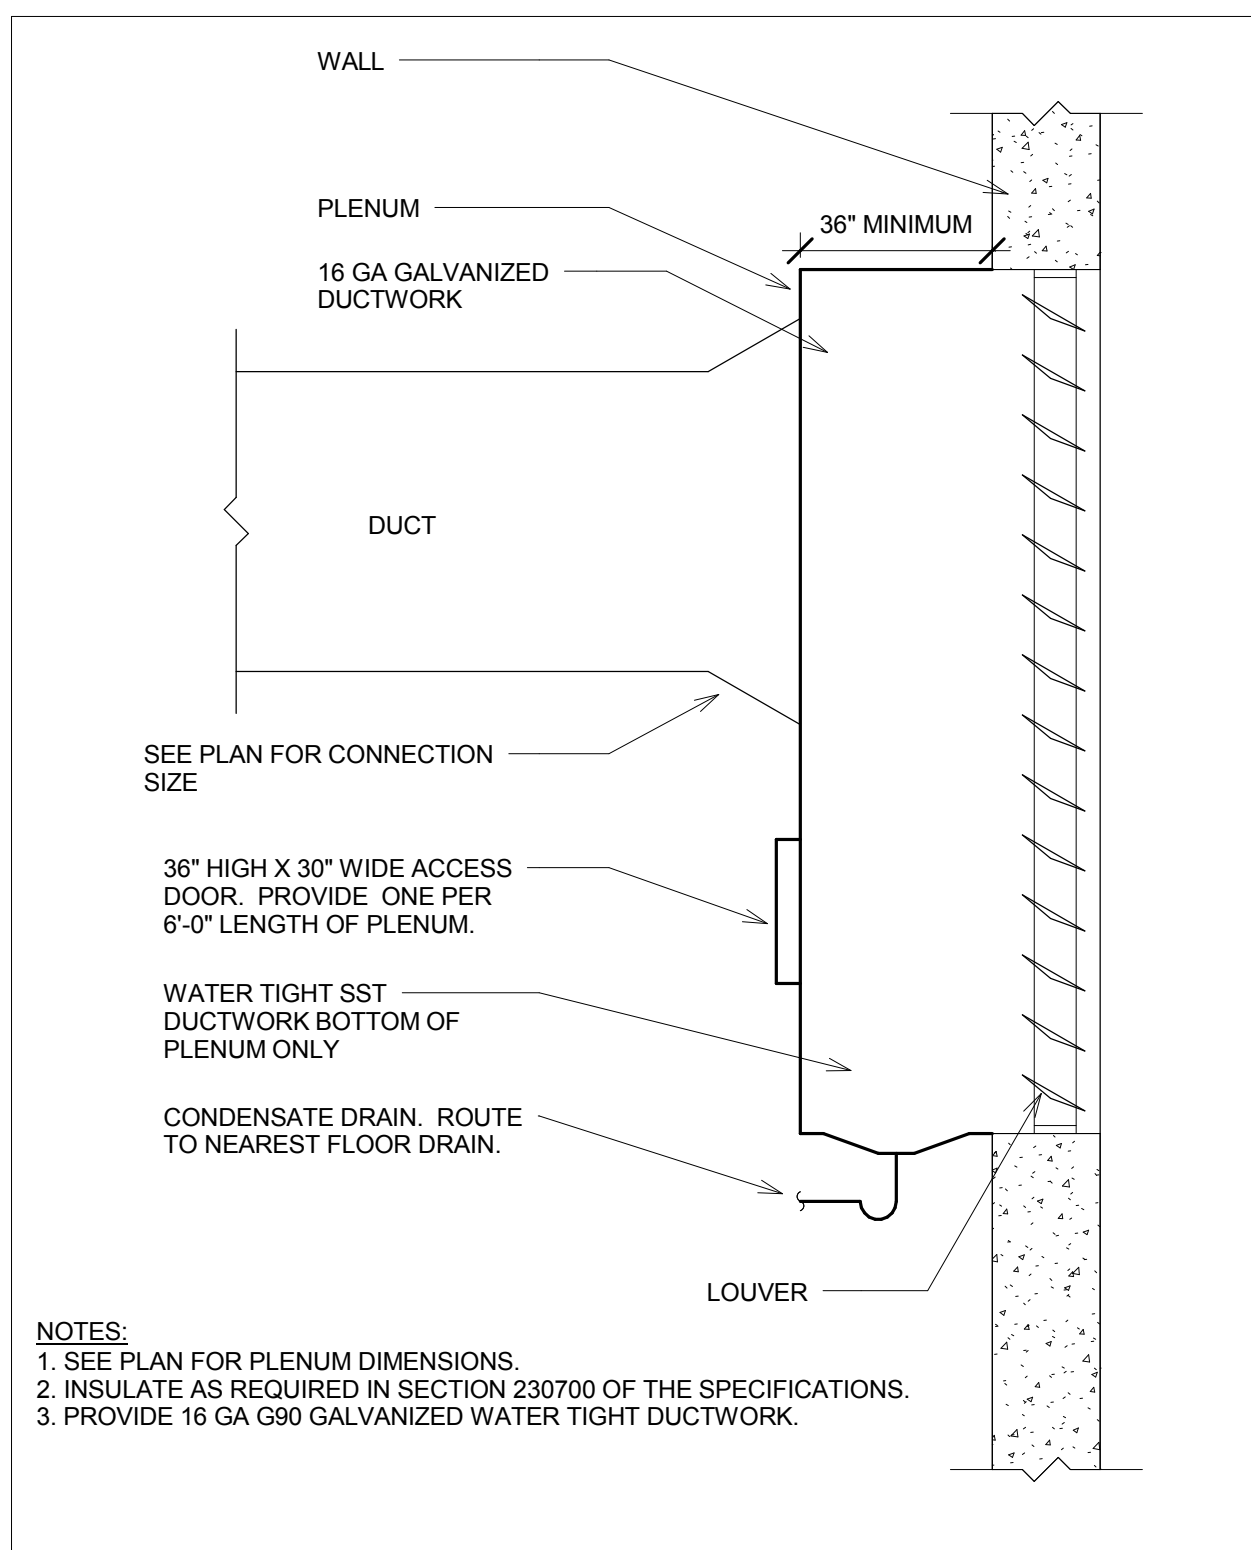 WALL
PLENUM
36" MINIMUM
16 GA GALVANIZED
DUCTWORK
DUCT
SEE PLAN FOR CONNECTION
SIZE
36" HIGH X 30" WIDE ACCESS
DOOR. PROVIDE ONE PER
6'-0" LENGTH OF PLENUM.
WATER TIGHT SST
DUCTWORK BOTTOM OF
PLENUM ONLY
CONDENSATE DRAIN. ROUTE
TO NEAREST FLOOR DRAIN.
LOUVER
NOTES:
1. SEE PLAN FOR PLENUM DIMENSIONS.
2. INSULATE AS REQUIRED IN SECTION 230700 OF THE SPECIFICATIONS.
3. PROVIDE 16 GA G90 GALVANIZED WATER TIGHT DUCTWORK.